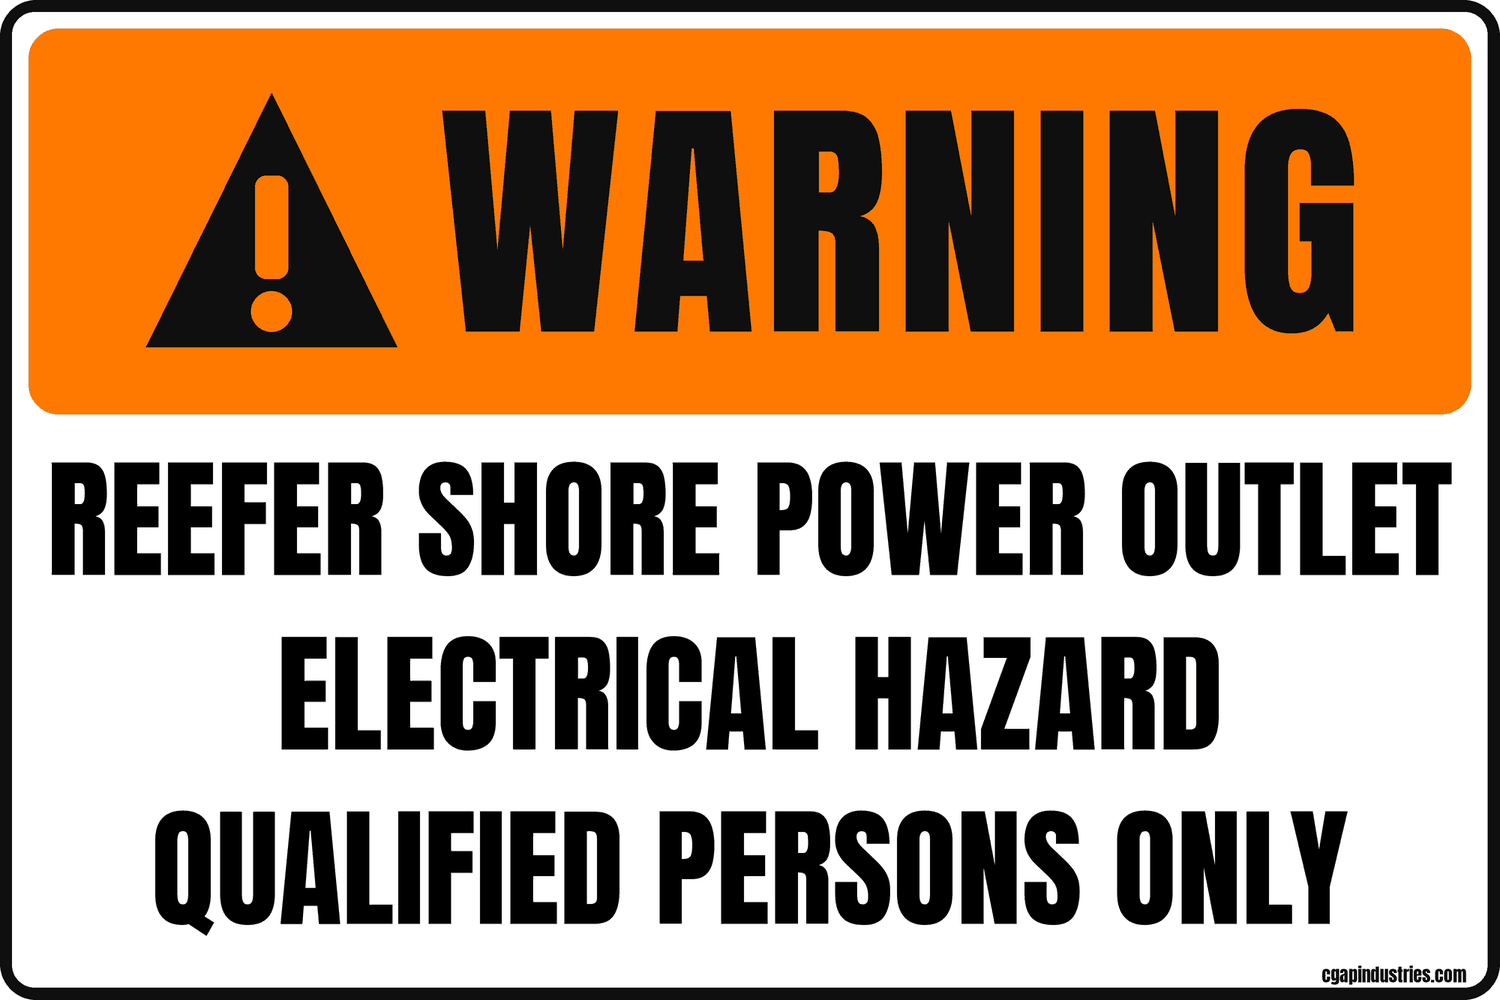 WARNING
REEFER SHORE POWER OUTLET
ELECTRICAL HAZARD
QUALIFIED PERSONS ONLY
cgapindustries.com